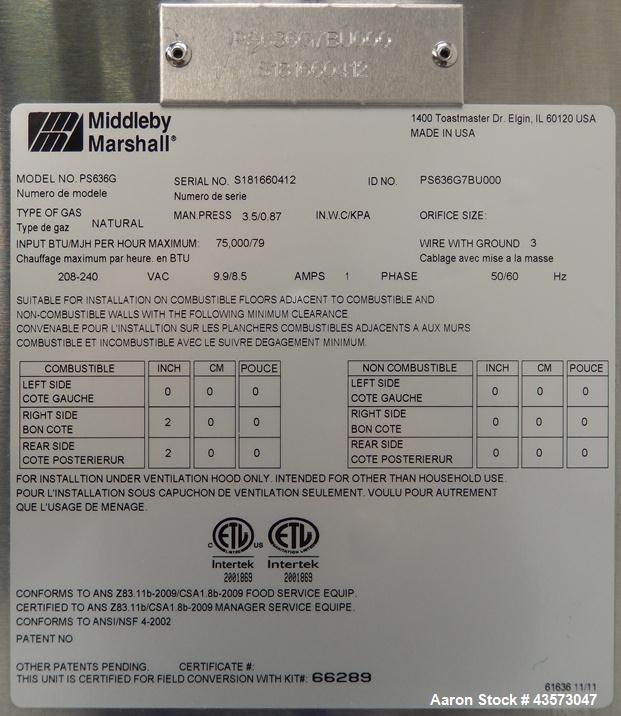 PS636G7BU000
S181660412
Middleby
Marshall®
1400 Toastmaster Dr. Elgin, IL 60120 USA
MADE IN USA
MODEL NO. PS636G SERIAL NO. S181660412 ID NO. PS636G7BU000
Numero de modele Numero de serie
TYPE OF GAS NATURAL MAN.PRESS 3.5/0.87 IN.W.C/KPA ORIFICE SIZE:
Type de gaz
INPUT BTU/MJH PER HOUR MAXIMUM: 75,000/79 WIRE WITH GROUND 3
Chauffage maximum par heure. en BTU Cablage avec mise a la masse
208-240 VAC 9.9/8.5 AMPS 1 PHASE 50/60 Hz
SUITABLE FOR INSTALLATION ON COMBUSTIBLE FLOORS ADJACENT TO COMBUSTIBLE AND
NON-COMBUSTIBLE WALLS WITH THE FOLLOWING MINIMUM CLEARANCE
CONVENABLE POUR L'INSTALLTION SUR LES PLANCHERS COMBUSTIBLES ADJACENTS A AUX MURS
COMBUSTIBLE ET INCOMBUSTIBLE AVEC LE SUIVRE DEGAGEMENT MINIMUM.
COMBUSTIBLE INCH CM POUCE NON COMBUSTIBLE INCH CM POUCE
LEFT SIDE
COTE GAUCHE 0 0 0 LEFT SIDE
COTE GAUCHE 0 0 0
RIGHT SIDE
BON COTE 2 0 0 RIGHT SIDE
BON COTE 0 0 0
REAR SIDE
COTE POSTERIERUR 2 0 0 REAR SIDE
COTE POSTERIERUR 0 0 0
FOR INSTALLTION UNDER VENTILATION HOOD ONLY. INTENDED FOR OTHER THAN HOUSEHOLD USE.
POUR L'INSTALLATION SOUS CAPUCHON DE VENTILATION SEULEMENT. VOULU POUR AUTREMENT
QUE L'USAGE DE MENAGE.
C ETL US ETL
Intertek Intertek
2001869 2001869
CONFORMS TO ANS Z83.11b-2009/CSA1.8b-2009 FOOD SERVICE EQUIP.
CERTIFIED TO ANS Z83.11b/CSA1.8b-2009 MANAGER SERVICE EQUIPE.
CONFORMS TO ANSI/NSF 4-2002
PATENT NO
OTHER PATENTS PENDING. CERTIFICATE #:
THIS UNIT IS CERTIFIED FOR FIELD CONVERSION WITH KIT#: 66289
61636 11/11
Aaron Stock # 43573047